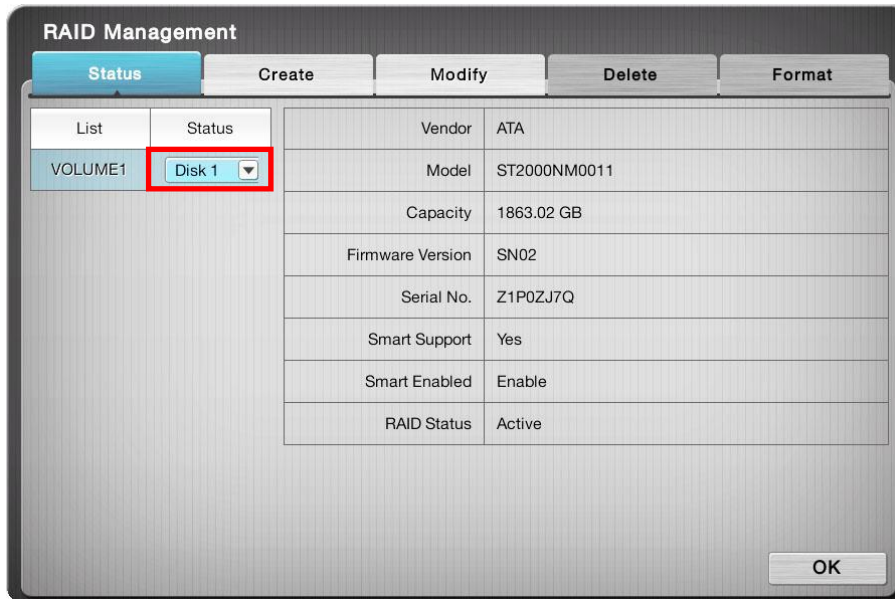 RAID Management
Status Create Modify Delete Format
List Status
VOLUME1 Disk 1
Vendor ATA
Model ST2000NM0011
Capacity 1863.02 GB
Firmware Version SN02
Serial No. Z1P0ZJ7Q
Smart Support Yes
Smart Enabled Enable
RAID Status Active
OK